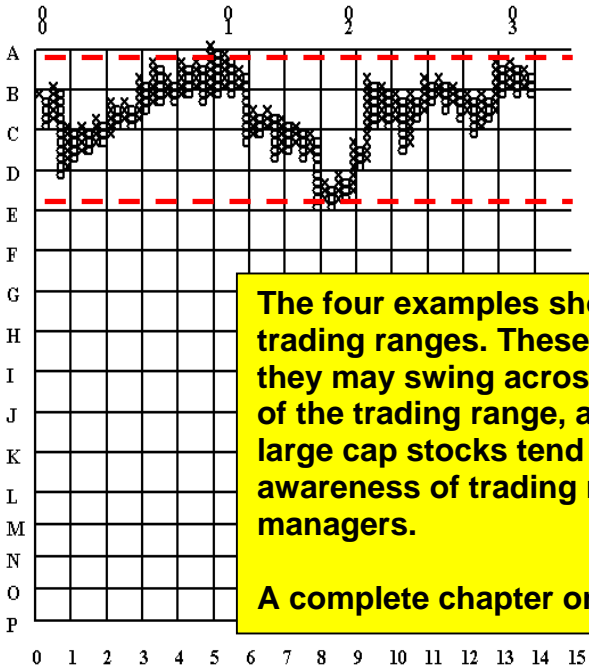 0 0 0 0
0 1 2 3
A
B
C
D
E
F
G
H
I
J
K
L
M
N
O
P
The four examples sh
trading ranges. These
they may swing acros
of the trading range, a
large cap stocks tend
awareness of trading
managers.
A complete chapter o
0 1 2 3 4 5 6 7 8 9 10 11 12 13 14 15